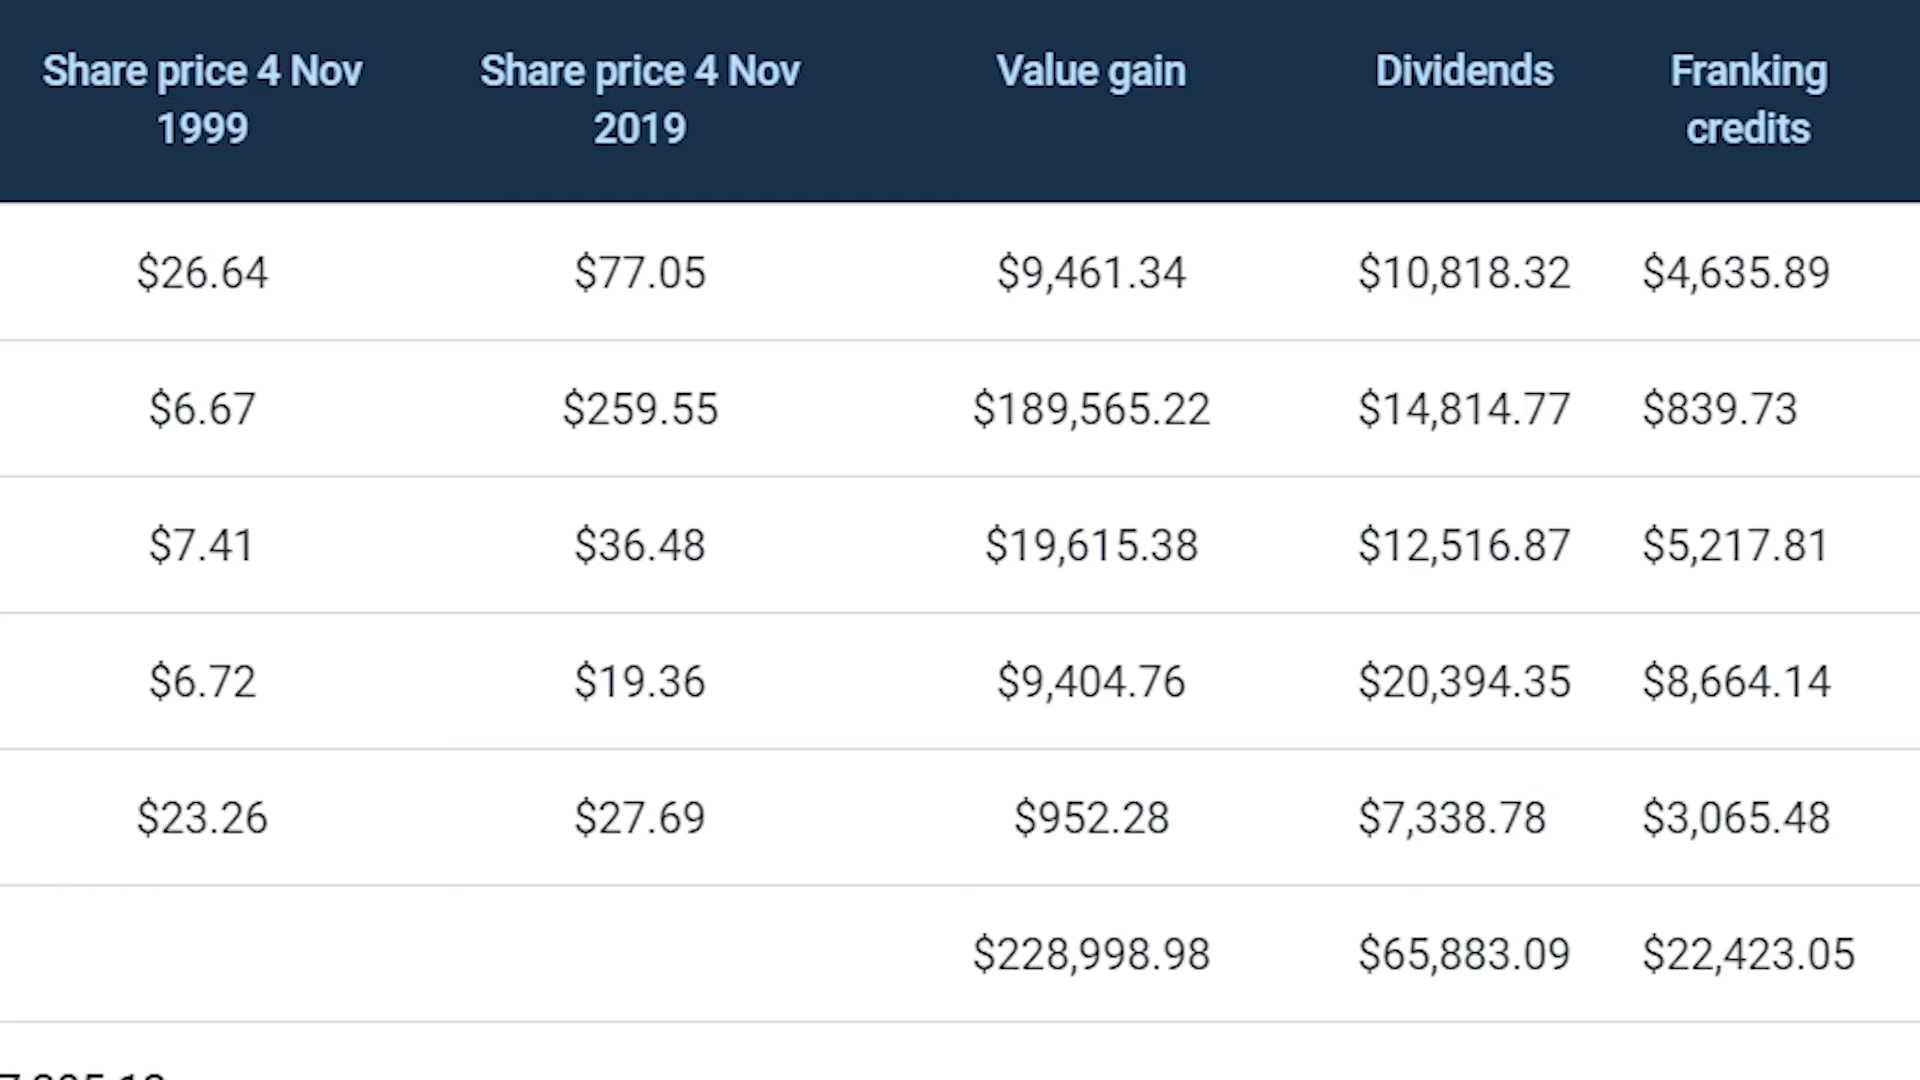 Share price 4 Nov 1999 Share price 4 Nov 2019 Value gain Dividends Franking credits
$26.64 $77.05 $9,461.34 $10,818.32 $4,635.89
$6.67 $259.55 $189,565.22 $14,814.77 $839.73
$7.41 $36.48 $19,615.38 $12,516.87 $5,217.81
$6.72 $19.36 $9,404.76 $20,394.35 $8,664.14
$23.26 $27.69 $952.28 $7,338.78 $3,065.48
$228,998.98 $65,883.09 $22,423.05